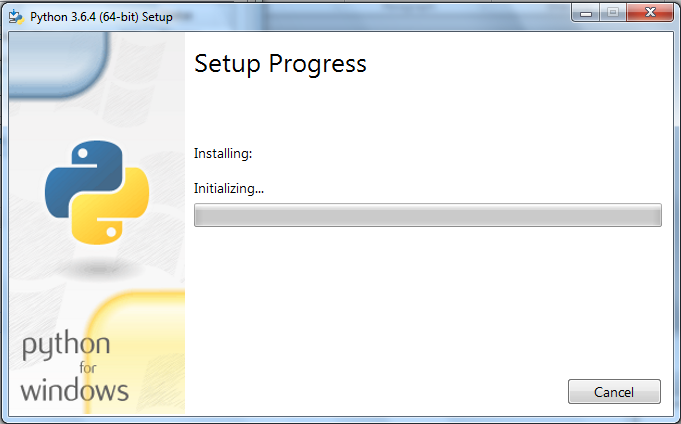 Python 3.6.4 (64-bit) Setup
Setup Progress
Installing:
Initializing...
python
for
windows
Cancel